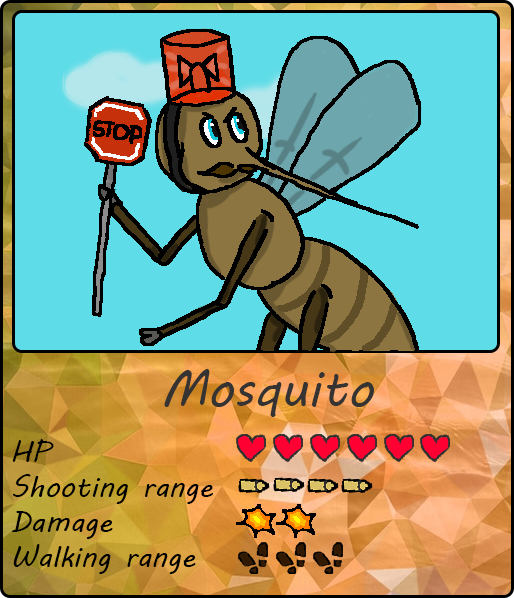 STOP
Mosquito
HP
Shooting range
Damage
Walking range